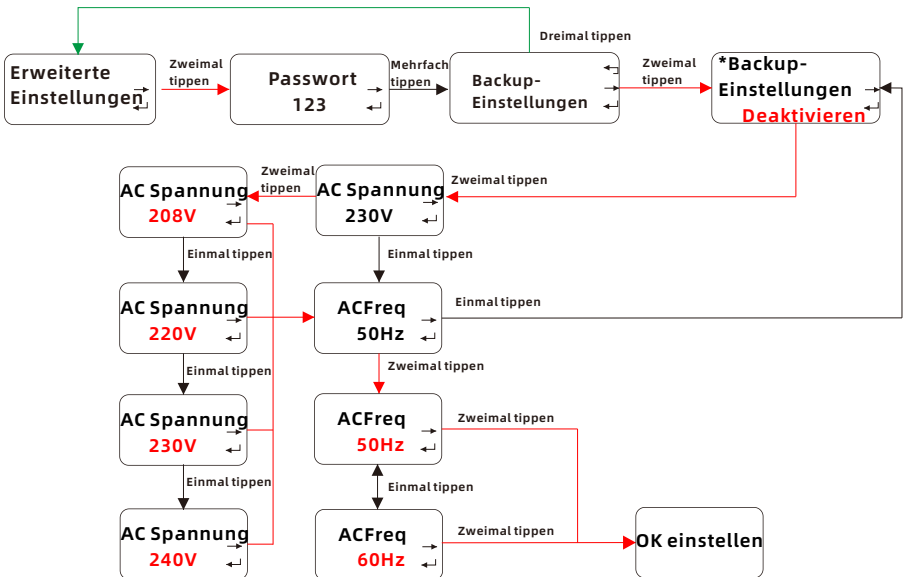 Dreimal tippen
Erweiterte
Einstellungen
Zweimal
tippen
Passwort
123
Mehrfach
tippen
Backup-
Einstellungen
Zweimal
tippen
*Backup-
Einstellungen
Deaktivieren
AC Spannung
208V
Zweimal
tippen
AC Spannung
230V
Zweimal tippen
Einmal tippen
Einmal tippen
AC Spannung
220V
ACFreq
50Hz
Einmal tippen
Einmal tippen
Zweimal tippen
AC Spannung
230V
ACFreq
50Hz
Zweimal tippen
Einmal tippen
Einmal tippen
AC Spannung
240V
ACFreq
60Hz
Zweimal tippen
OK einstellen